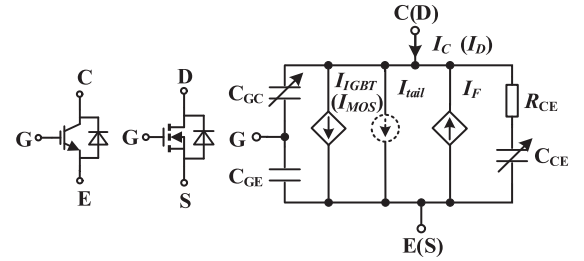 C
G
E
D
G
S
C(D)
I_C (I_D)
C_GC
I_IGBT
(I_MOS)
I_tail
I_F
R_CE
G
C_GE
C_CE
E(S)